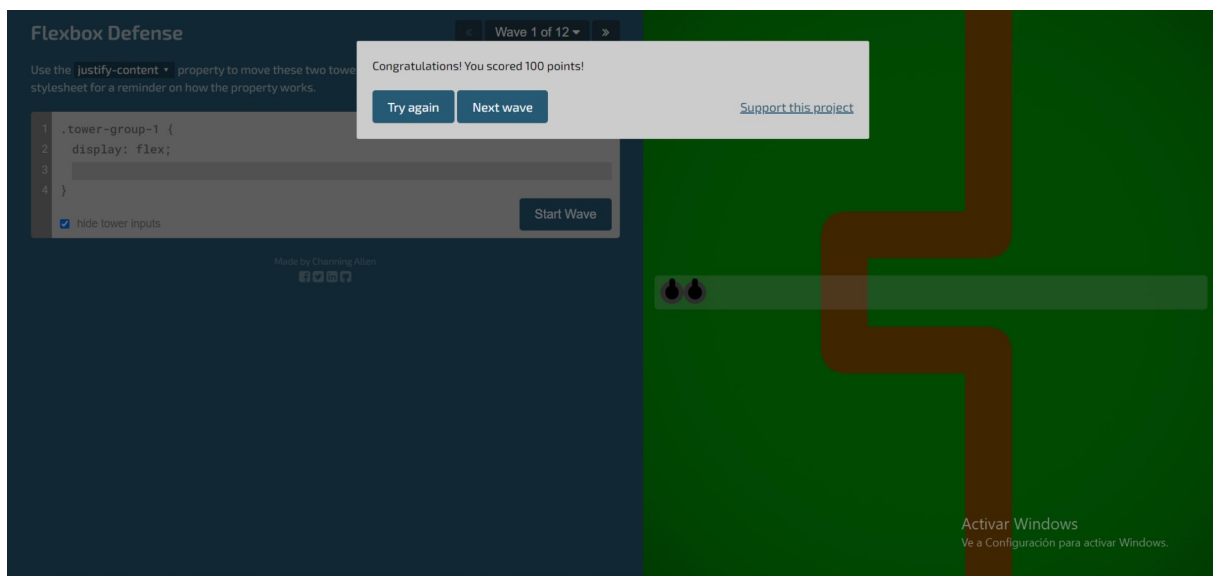 Flexbox Defense
« Wave 1 of 12 ▾ »
Use the justify-content • property to move these two towe
stylesheet for a reminder on how the property works.
Congratulations! You scored 100 points!
Try again Next wave Support this project
1 .tower-group-1 {
2 display: flex;
3
4 }
hide tower inputs
Start Wave
Made by Channing Allen
Activar Windows
Ve a Configuración para activar Windows.